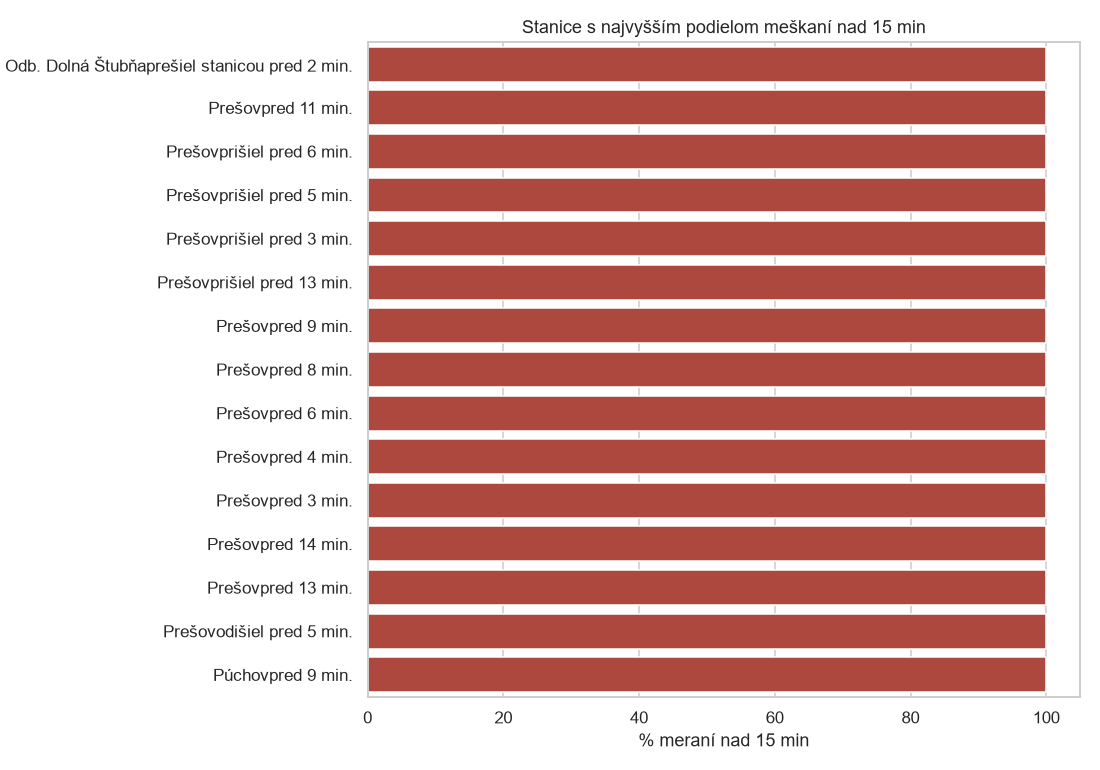 Stanice s najvyšším podielom meškaní nad 15 min
Odb. Dolná Štubňaprešiel stanicou pred 2 min.
Prešovpred 11 min.
Prešovprišiel pred 6 min.
Prešovprišiel pred 5 min.
Prešovprišiel pred 3 min.
Prešovprišiel pred 13 min.
Prešovpred 9 min.
Prešovpred 8 min.
Prešovpred 6 min.
Prešovpred 4 min.
Prešovpred 3 min.
Prešovpred 14 min.
Prešovpred 13 min.
Prešovodišiel pred 5 min.
Púchovpred 9 min.
0 20 40 60 80 100
% meraní nad 15 min